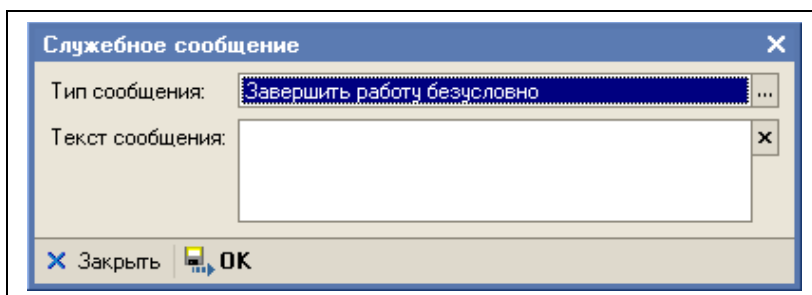 Служебное сообщение
Тип сообщения: Завершить работу безусловно ...
Текст сообщения:
Закрыть OK